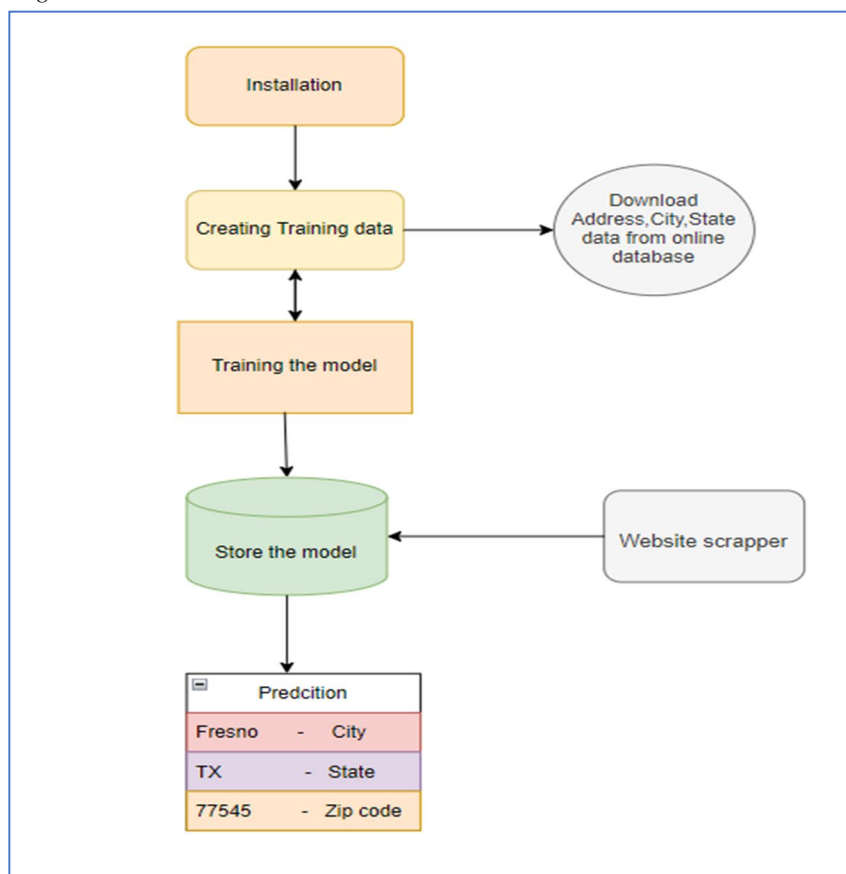 Installation
Creating Training data
Download
Address,City,State
data from online
database
Training the model
Store the model
Website scrapper
Predcition
Fresno - City
TX - State
77545 - Zip code